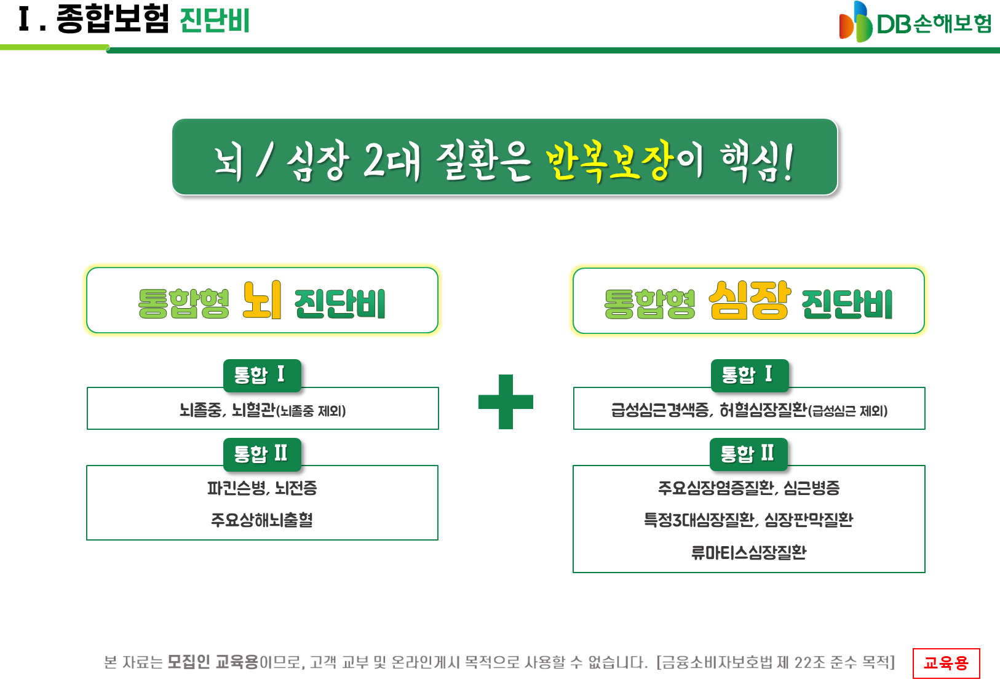 Ⅰ. 종합보험 진단비
DB손해보험
뇌 / 심장 2대 질환은 반복보장이 핵심!
통합형 뇌 진단비
통합 Ⅰ
뇌졸중, 뇌혈관(뇌졸중 제외)
통합 Ⅱ
파킨슨병, 뇌전증
주요상해뇌출혈
+
통합형 심장 진단비
통합 Ⅰ
급성심근경색증, 허혈심장질환(급성심근 제외)
통합 Ⅱ
주요심장염증질환, 심근병증
특정3대심장질환, 심장판막질환
류마티스심장질환
본 자료는 모집인 교육용이므로, 고객 교부 및 온라인게시 목적으로 사용할 수 없습니다. [금융소비자보호법 제 22조 준수 목적]
교육용